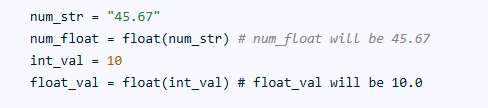 num_str = "45.67"
num_float = float(num_str) # num_float will be 45.67
int_val = 10
float_val = float(int_val) # float_val will be 10.0